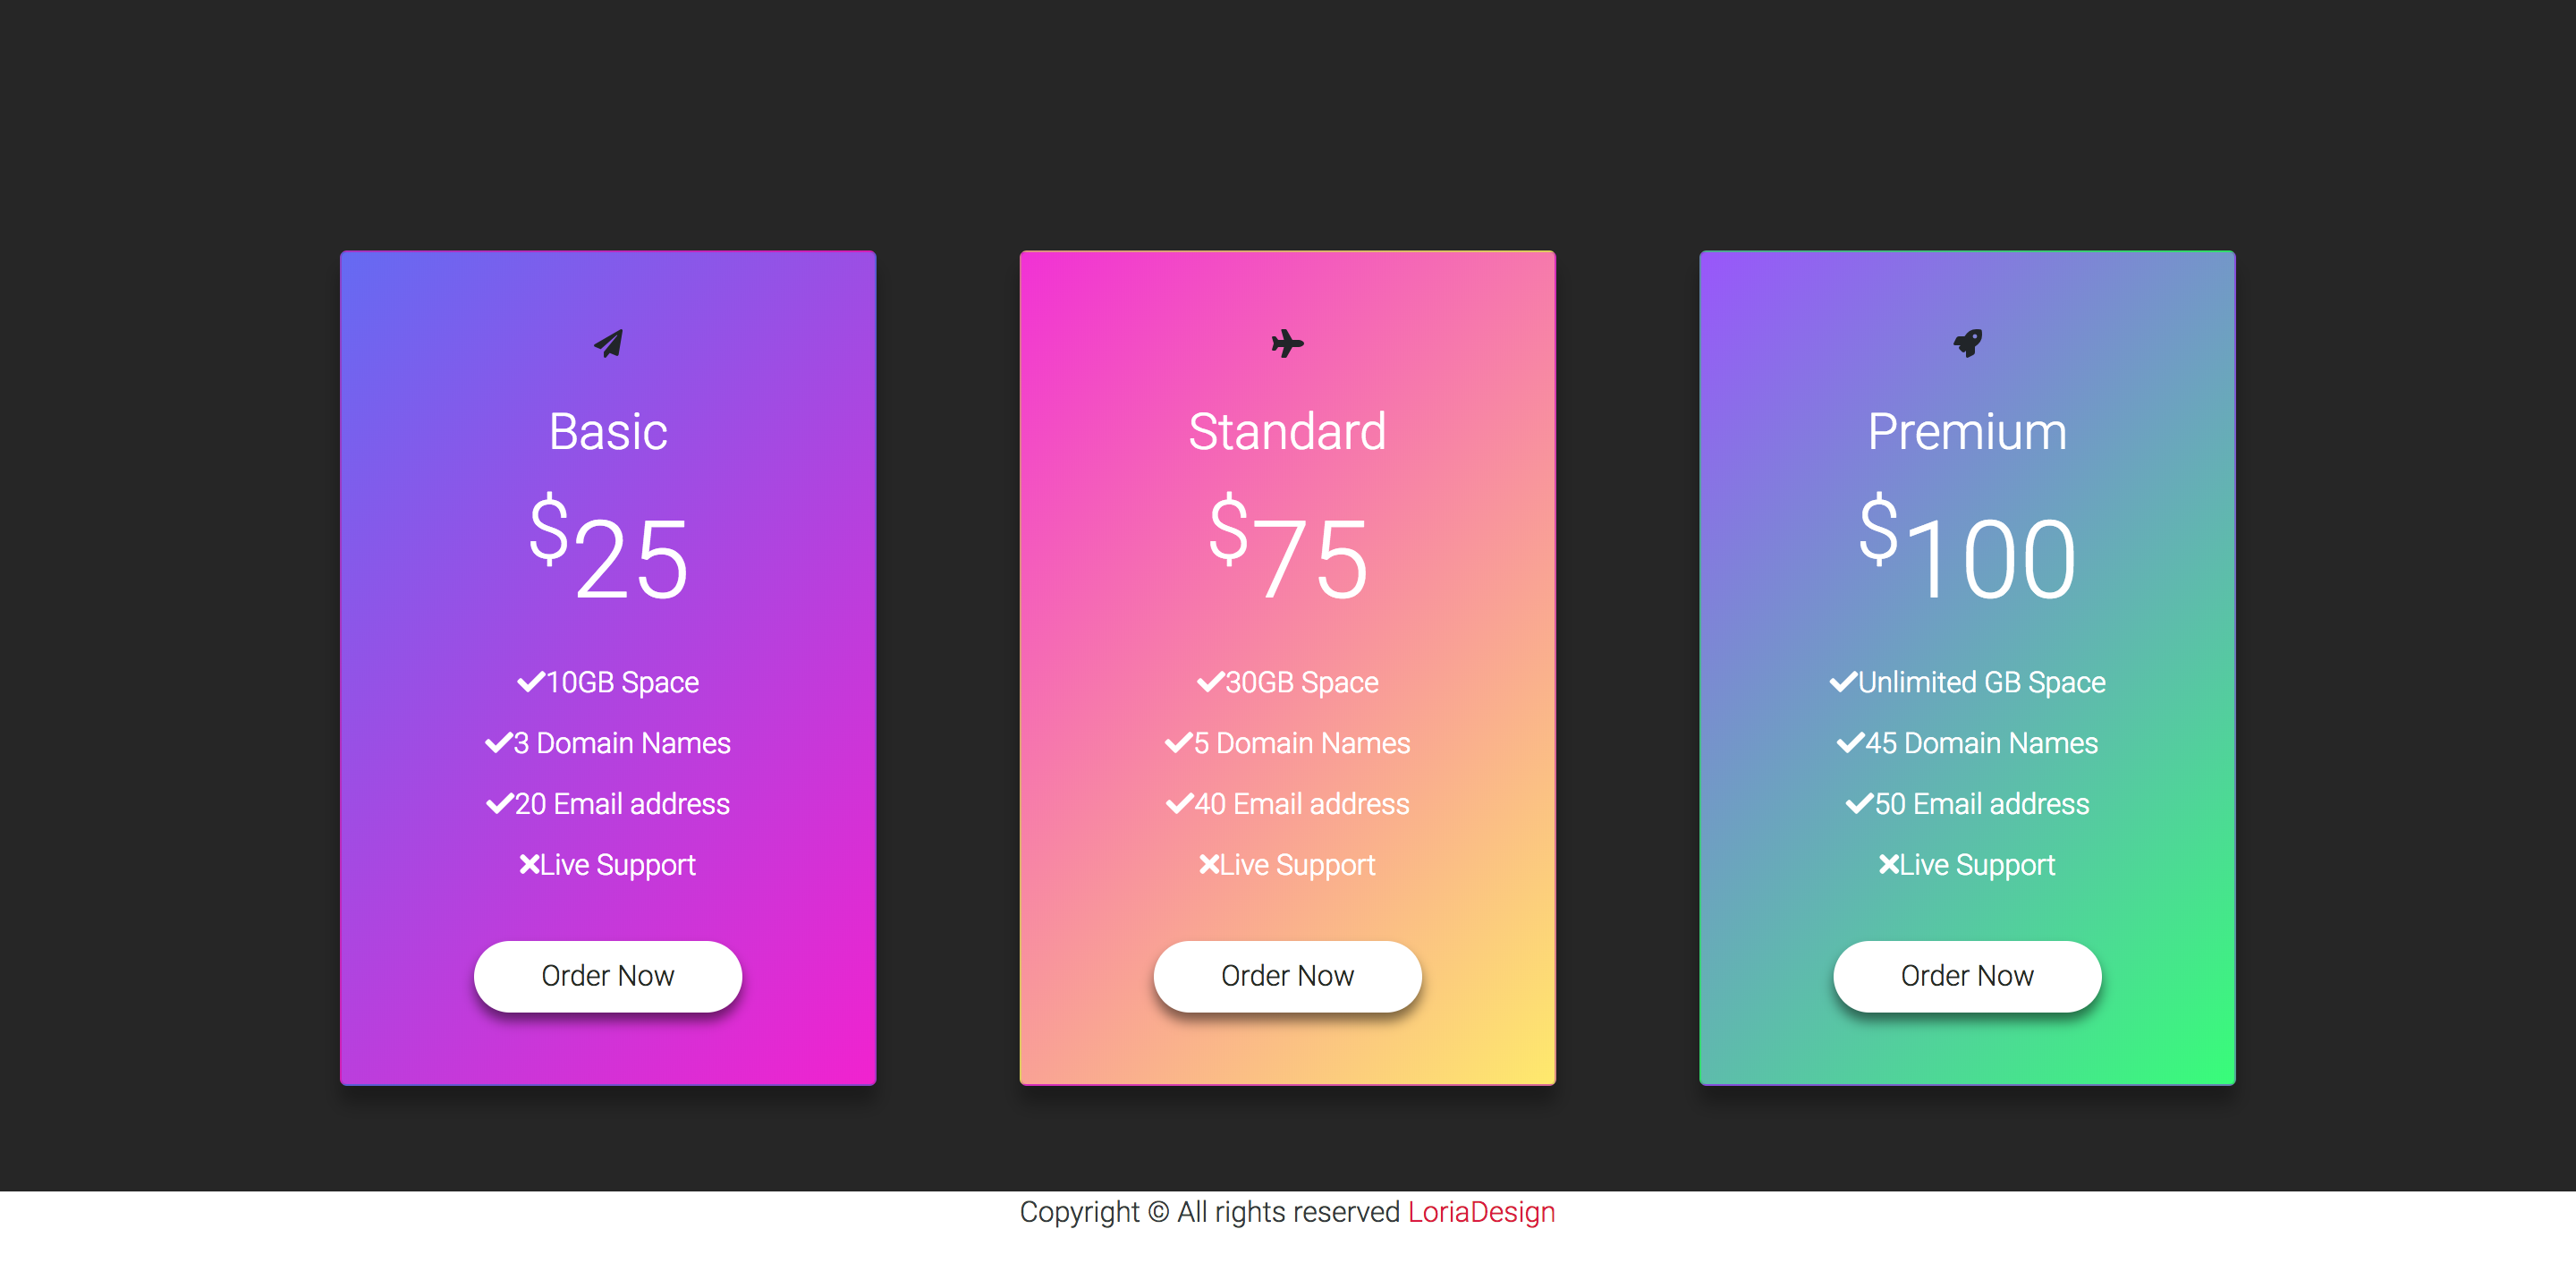 Basic
$25
10GB Space
3 Domain Names
20 Email address
Live Support
Order Now
Standard
$75
30GB Space
5 Domain Names
40 Email address
Live Support
Order Now
Premium
$100
Unlimited GB Space
45 Domain Names
50 Email address
Live Support
Order Now
Copyright © All rights reserved LoriaDesign